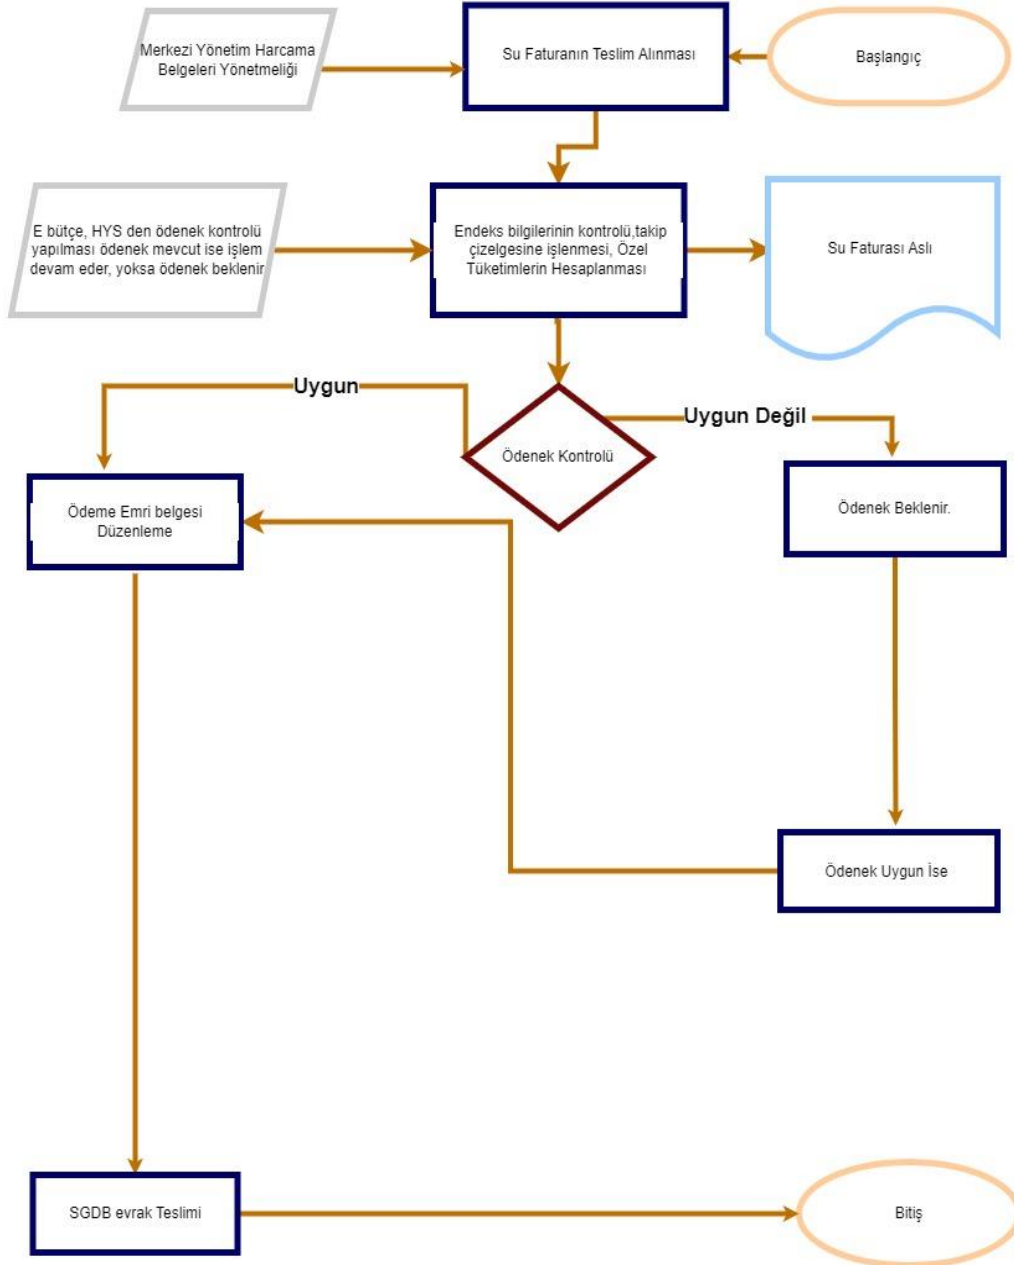 Merkezi Yönetim Harcama
Belgeleri Yönetmeliği
Su Faturanın Teslim Alınması
Başlangıç
E bütçe, HYS den ödenek kontrolü
yapılması ödenek mevcut ise işlem
devam eder, yoksa ödenek beklenir
Endeks bilgilerinin kontrolü,takip
çizelgesine işlenmesi, Özel
Tüketimlerin Hesaplanması
Su Faturası Aslı
Uygun
Uygun Değil
Ödenek Kontrolü
Ödeme Emri belgesi
Düzenleme
Ödenek Beklenir.
Ödenek Uygun İse
SGDB evrak Teslimi
Bitiş